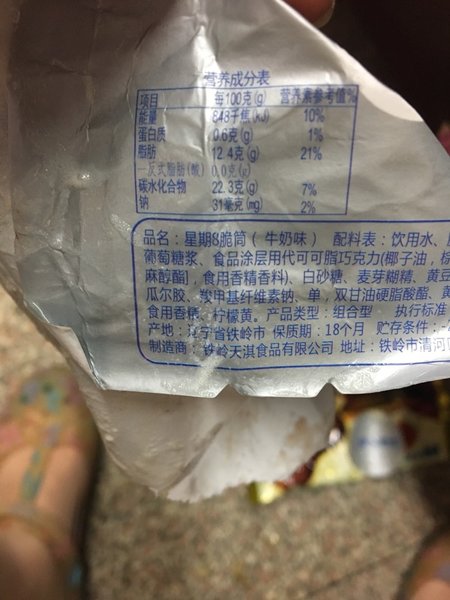 营养成分表
项目 每100克(g) 营养素参考值%
能量 848千焦(KJ) 10%
蛋白质 0.6克(g) 1%
脂肪 12.4克(g) 21%
—反式脂肪(酸) 0.0克(g)
碳水化合物 22.3克(g) 7%
钠 31毫克(mg) 2%
品名：星期8脆筒（牛奶味） 配料表：饮用水、
葡萄糖浆、食品涂层用代可可脂巧克力(椰子油，棕
麻醇酯]，食用香精香料)、白砂糖、麦芽糊精、黄豆
瓜尔胶、羧甲基纤维素钠、单，双甘油硬脂酸酯、黄
食用香精、柠檬黄。产品类型：组合型 执行标准
产地：辽宁省铁岭市 保质期：18个月 贮存条件：-
制造商：铁岭天淇食品有限公司 地址：铁岭市清河